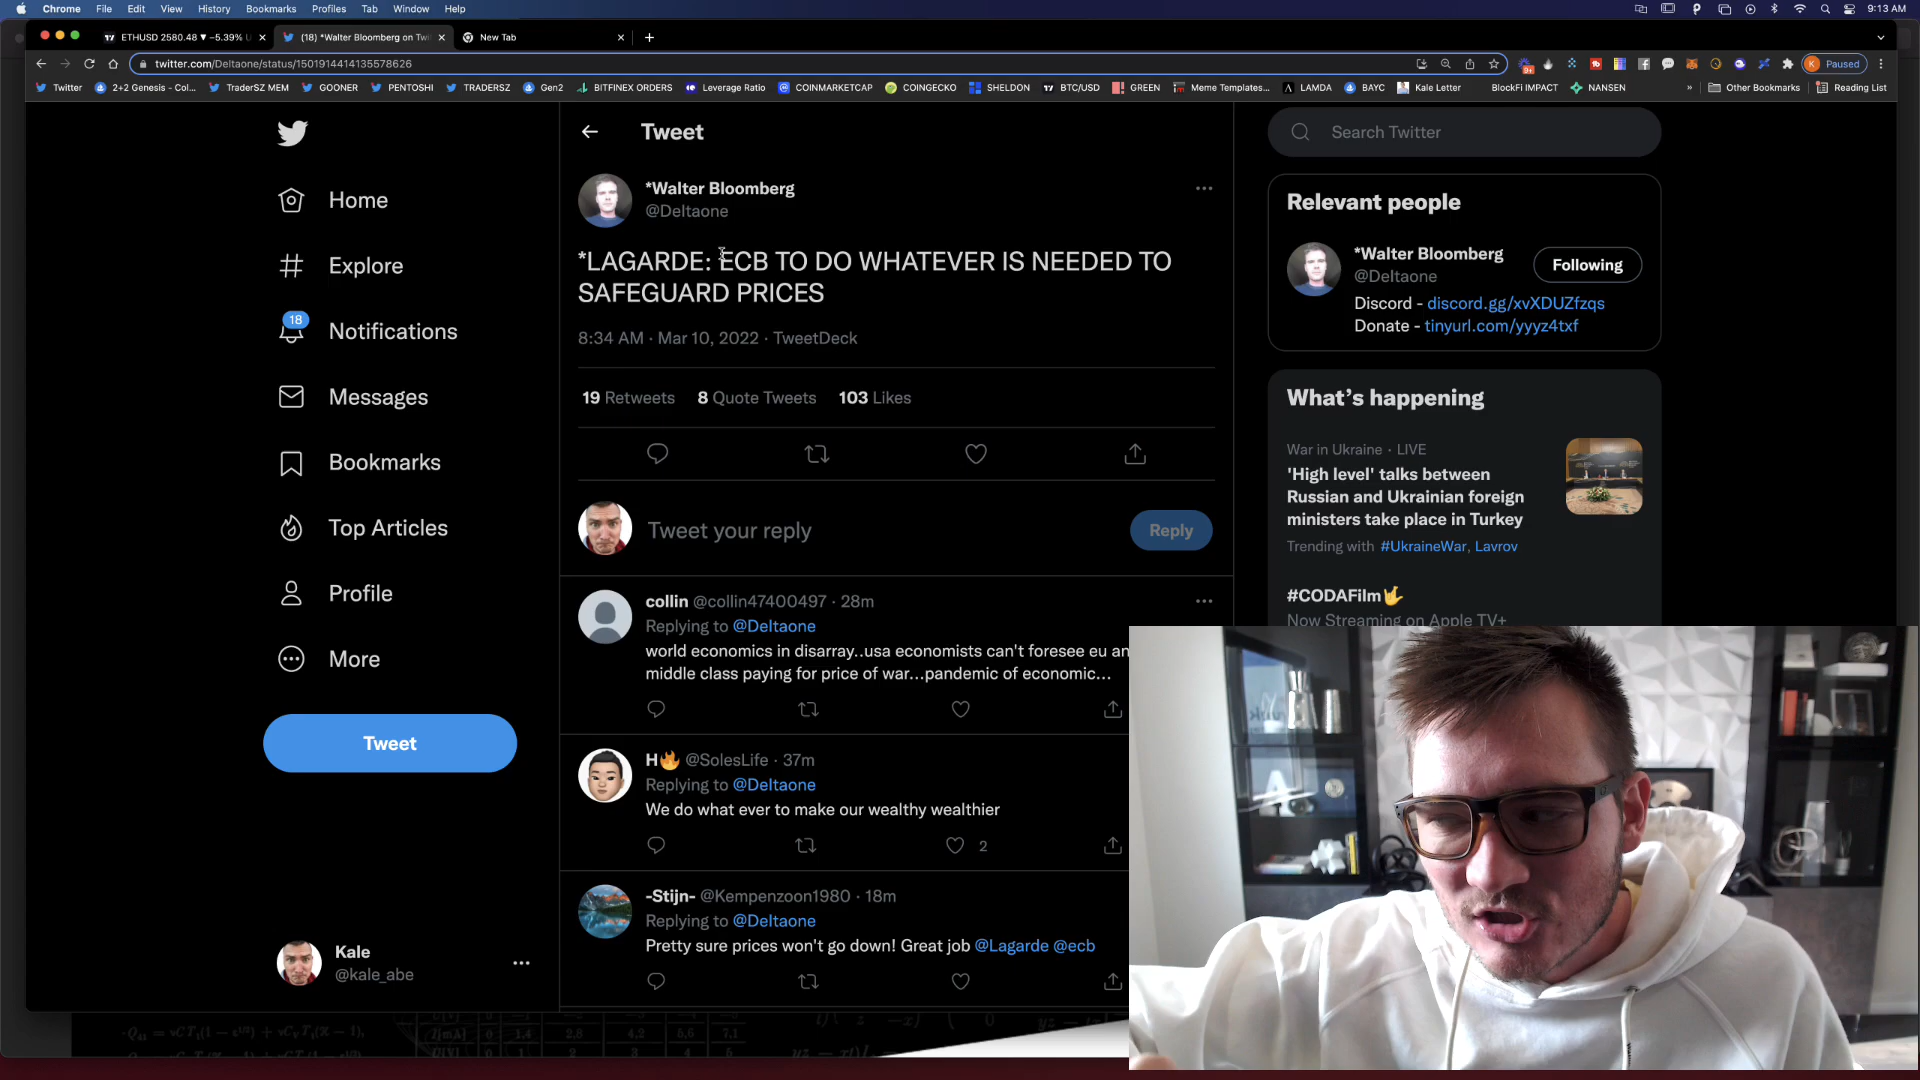 Chrome File Edit View History Bookmarks Profiles Tab Window Help 9:13 AM
ETHUSD 2580.48 ▼ −5.39% U
(18) *Walter Bloomberg on Twi
New Tab
twitter.com/Deltaone/status/1501914414135578626
9+
K Paused
Twitter 2+2 Genesis - Col... TraderSZ MEM GOONER PENTOSHI TRADERSZ Gen2 BITFINEX ORDERS Leverage Ratio COINMARKETCAP COINGECKO SHELDON BTC/USD GREEN Meme Templates... LAMDA BAYC Kale Letter BlockFi IMPACT NANSEN » Other Bookmarks Reading List
Home
Explore
18
Notifications
Messages
Bookmarks
Top Articles
Profile
More
Tweet
Kale
@kale_abe
Tweet
*Walter Bloomberg
@Deltaone
*LAGARDE: ECB TO DO WHATEVER IS NEEDED TO
SAFEGUARD PRICES
8:34 AM · Mar 10, 2022 · TweetDeck
19 Retweets 8 Quote Tweets 103 Likes
Tweet your reply
Reply
collin @collin47400497 · 28m
Replying to @Deltaone
world economics in disarray..usa economists can't foresee eu an
middle class paying for price of war...pandemic of economic...
H🔥 @SolesLife · 37m
Replying to @Deltaone
We do what ever to make our wealthy wealthier
2
-Stijn- @Kempenzoon1980 · 18m
Replying to @Deltaone
Pretty sure prices won't go down! Great job @Lagarde @ecb
Search Twitter
Relevant people
*Walter Bloomberg
@Deltaone
Following
Discord - discord.gg/xvXDUZfzqs
Donate - tinyurl.com/yyyz4txf
What's happening
War in Ukraine · LIVE
'High level' talks between
Russian and Ukrainian foreign
ministers take place in Turkey
Trending with #UkraineWar, Lavrov
#CODAFilm🤟
Now Streaming on Apple TV+